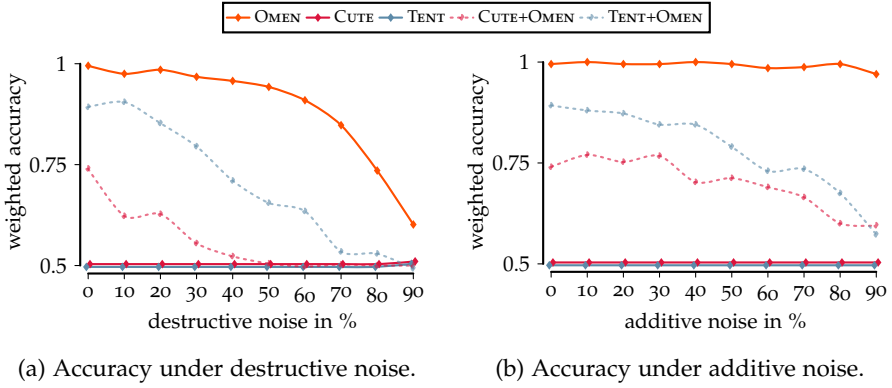 OMEN CUTE TENT CUTE+OMEN TENT+OMEN
weighted accuracy
1
0.75
0.5
0 10 20 30 40 50 60 70 80 90
destructive noise in %
(a) Accuracy under destructive noise.
weighted accuracy
1
0.75
0.5
0 10 20 30 40 50 60 70 80 90
additive noise in %
(b) Accuracy under additive noise.